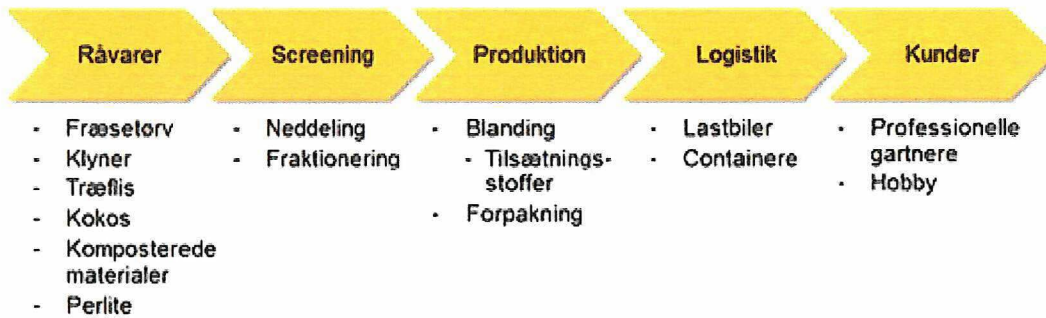 Råvarer
Screening
Produktion
Logistik
Kunder
- Fræsetørv
- Klyner
- Træflis
- Kokos
- Komposterede
materialer
- Perlite
- Neddeling
- Fraktionering
- Blanding
- Tilsætnings-
stoffer
- Forpakning
- Lastbiler
- Containere
- Professionelle
gartnere
- Hobby